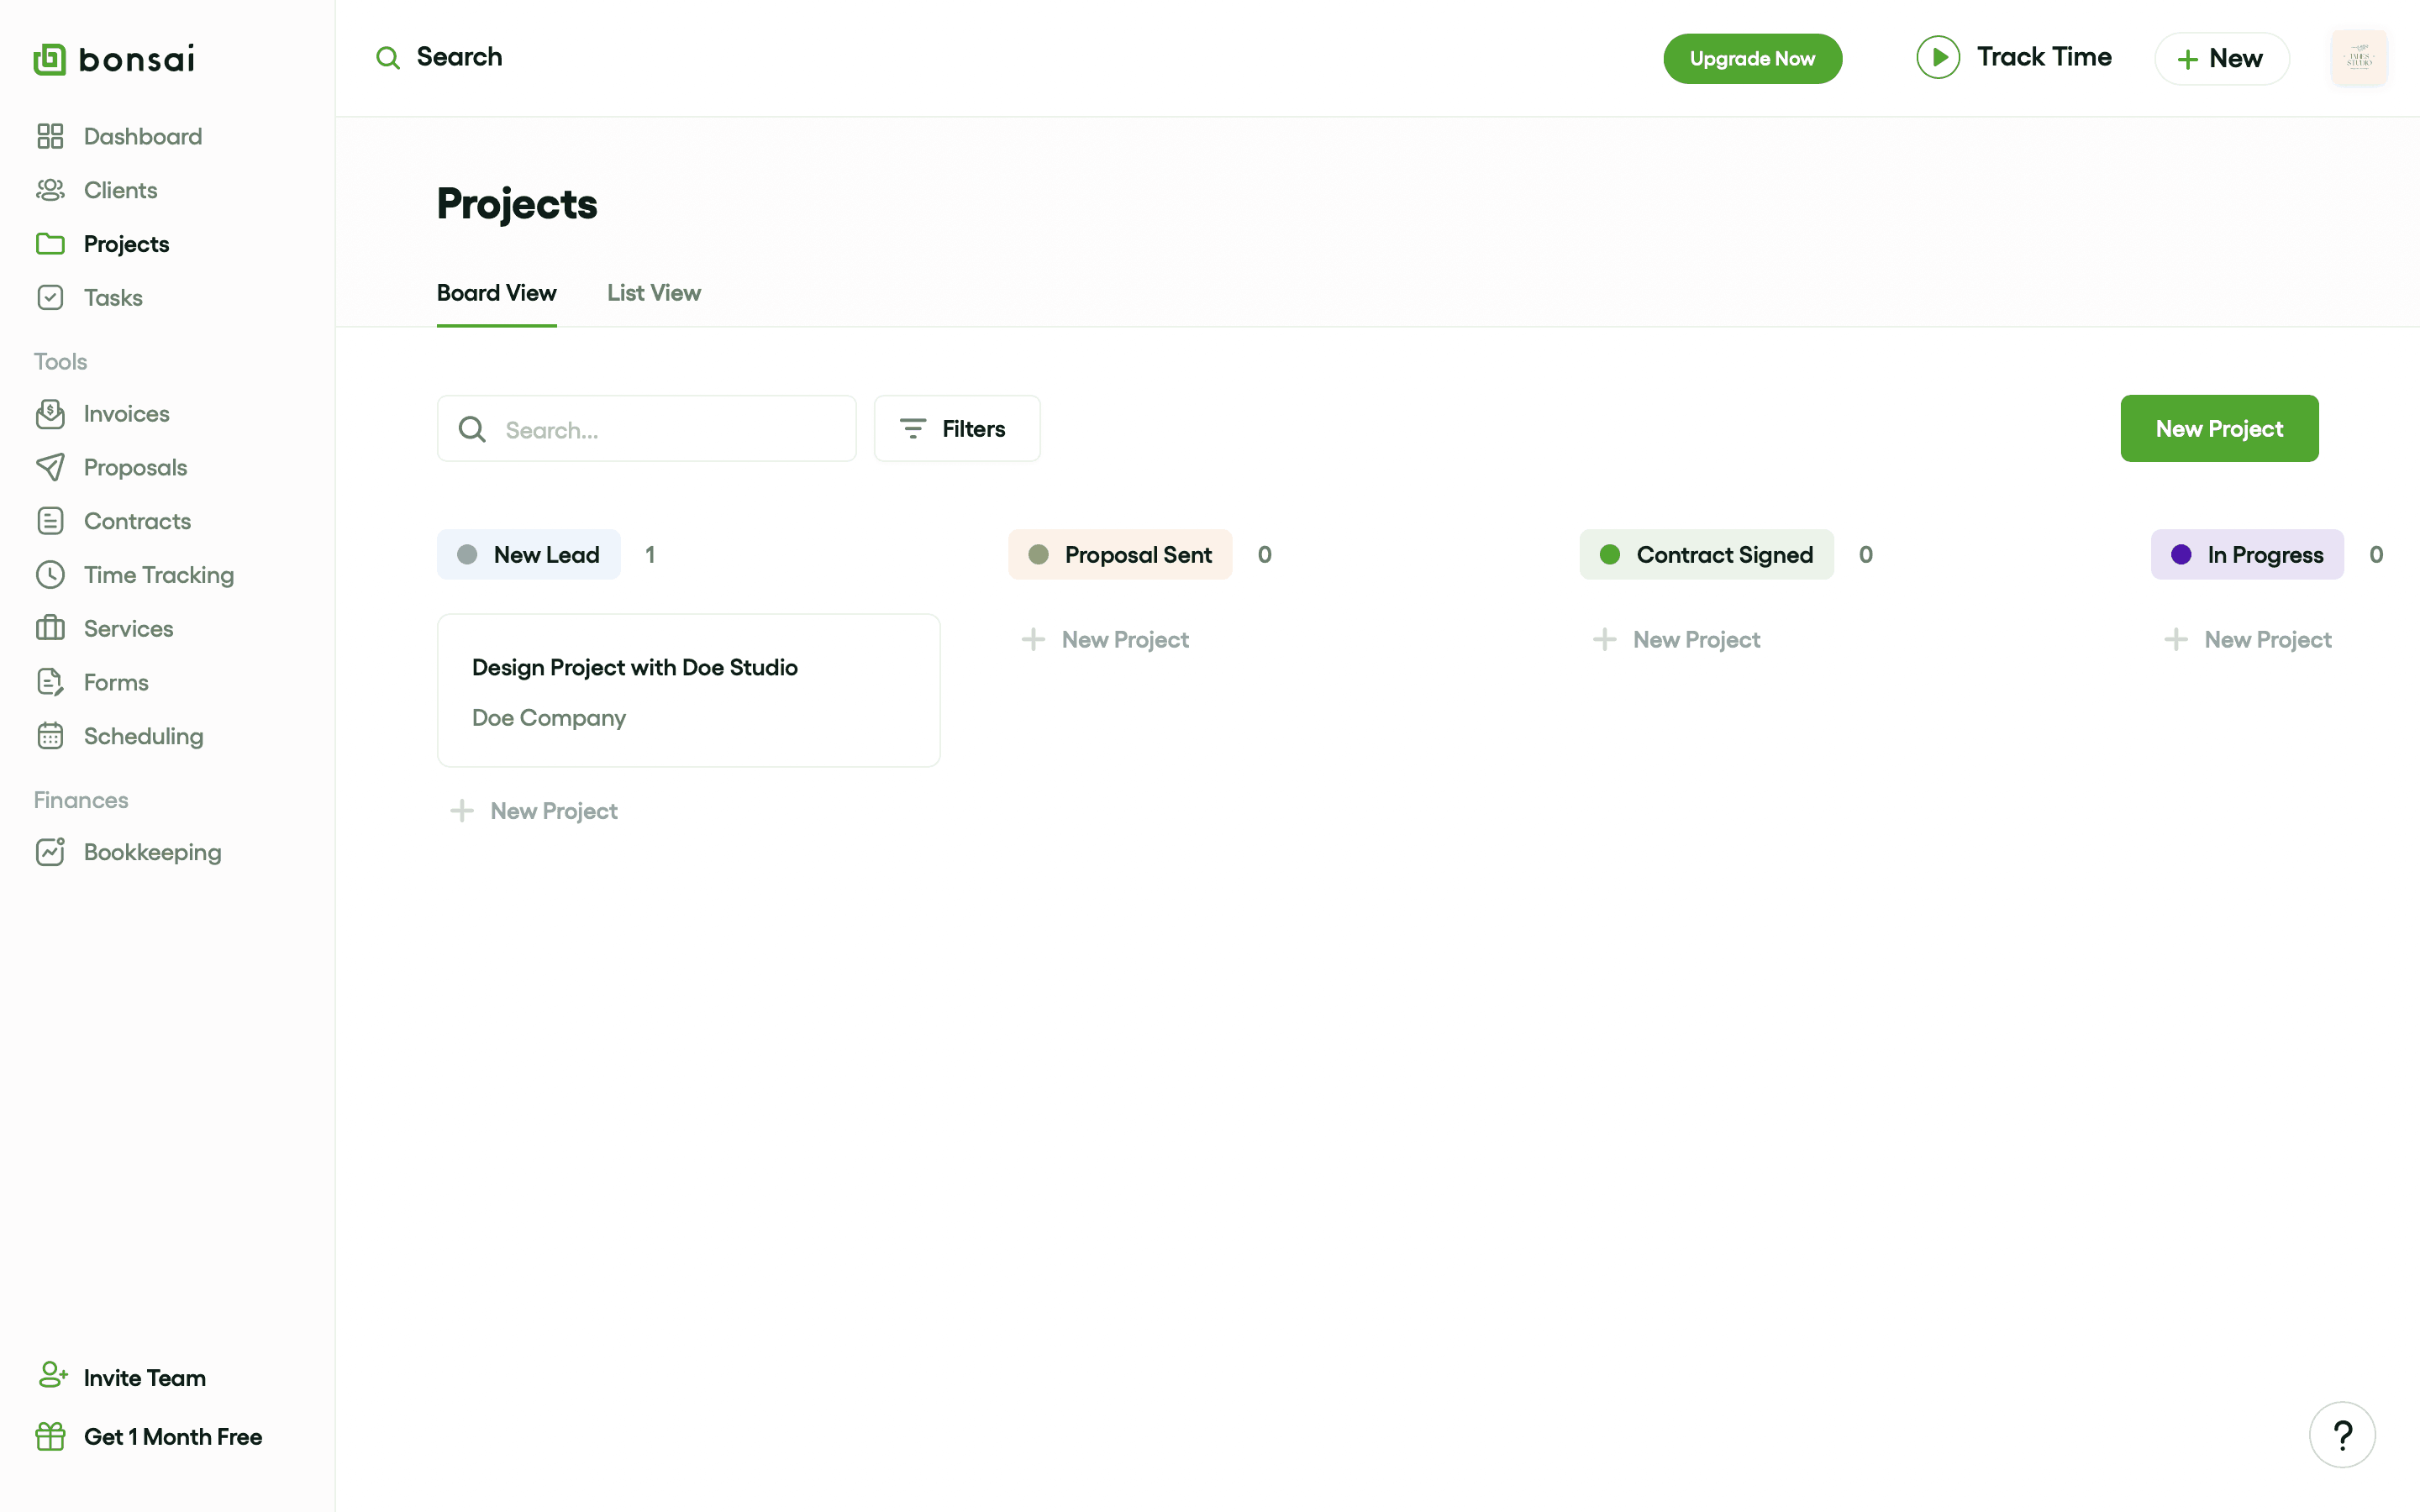 bonsai
Search
Upgrade Now
Track Time
New
Dashboard
Clients
Projects
Tasks
Tools
Invoices
Proposals
Contracts
Time Tracking
Services
Forms
Scheduling
Finances
Bookkeeping
Invite Team
Get 1 Month Free
Projects
Board View
List View
Search...
Filters
New Project
New Lead 1
Design Project with Doe Studio
Doe Company
New Project
Proposal Sent 0
New Project
Contract Signed 0
New Project
In Progress 0
New Project
?